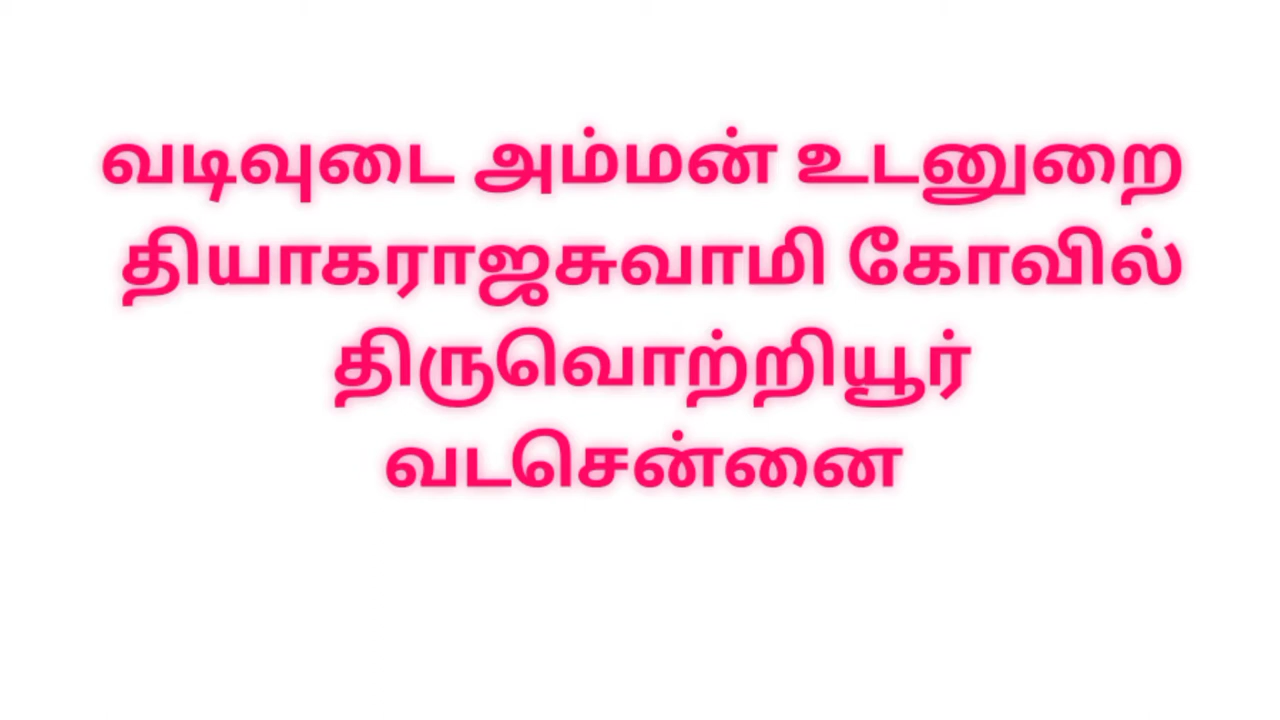 வடிவுடை அம்மன் உடனுறை
தியாகராஜசுவாமி கோவில்
திருவொற்றியூர்
வடசென்னை